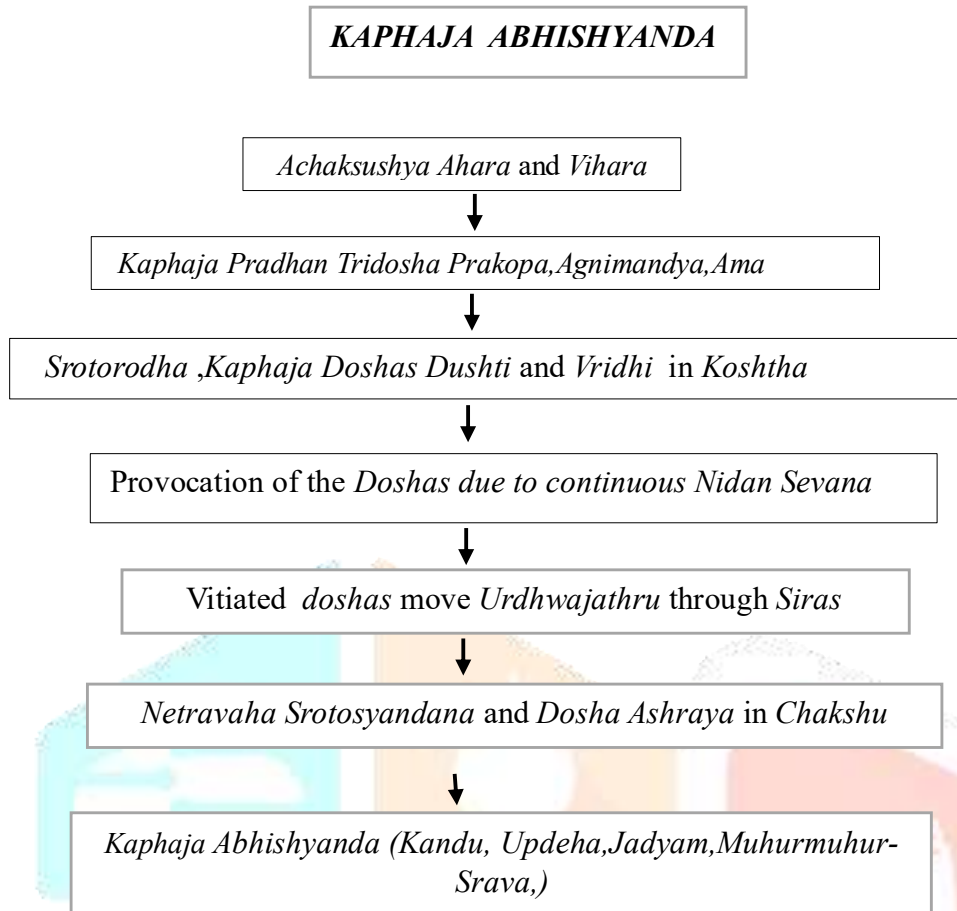 KAPHAJA ABHISHYANDA
Achaksushya Ahara and Vihara
Kaphaja Pradhan Tridosha Prakopa,Agnimandya,Ama
Srotorodha ,Kaphaja Doshas Dushti and Vridhi in Koshtha
Provocation of the Doshas due to continuous Nidan Sevana
Vitiated doshas move Urdhwajathru through Siras
Netravaha Srotosyandana and Dosha Ashraya in Chakshu
Kaphaja Abhishyanda (Kandu, Updeha,Jadyam,Muhurmuhur-
Srava,)